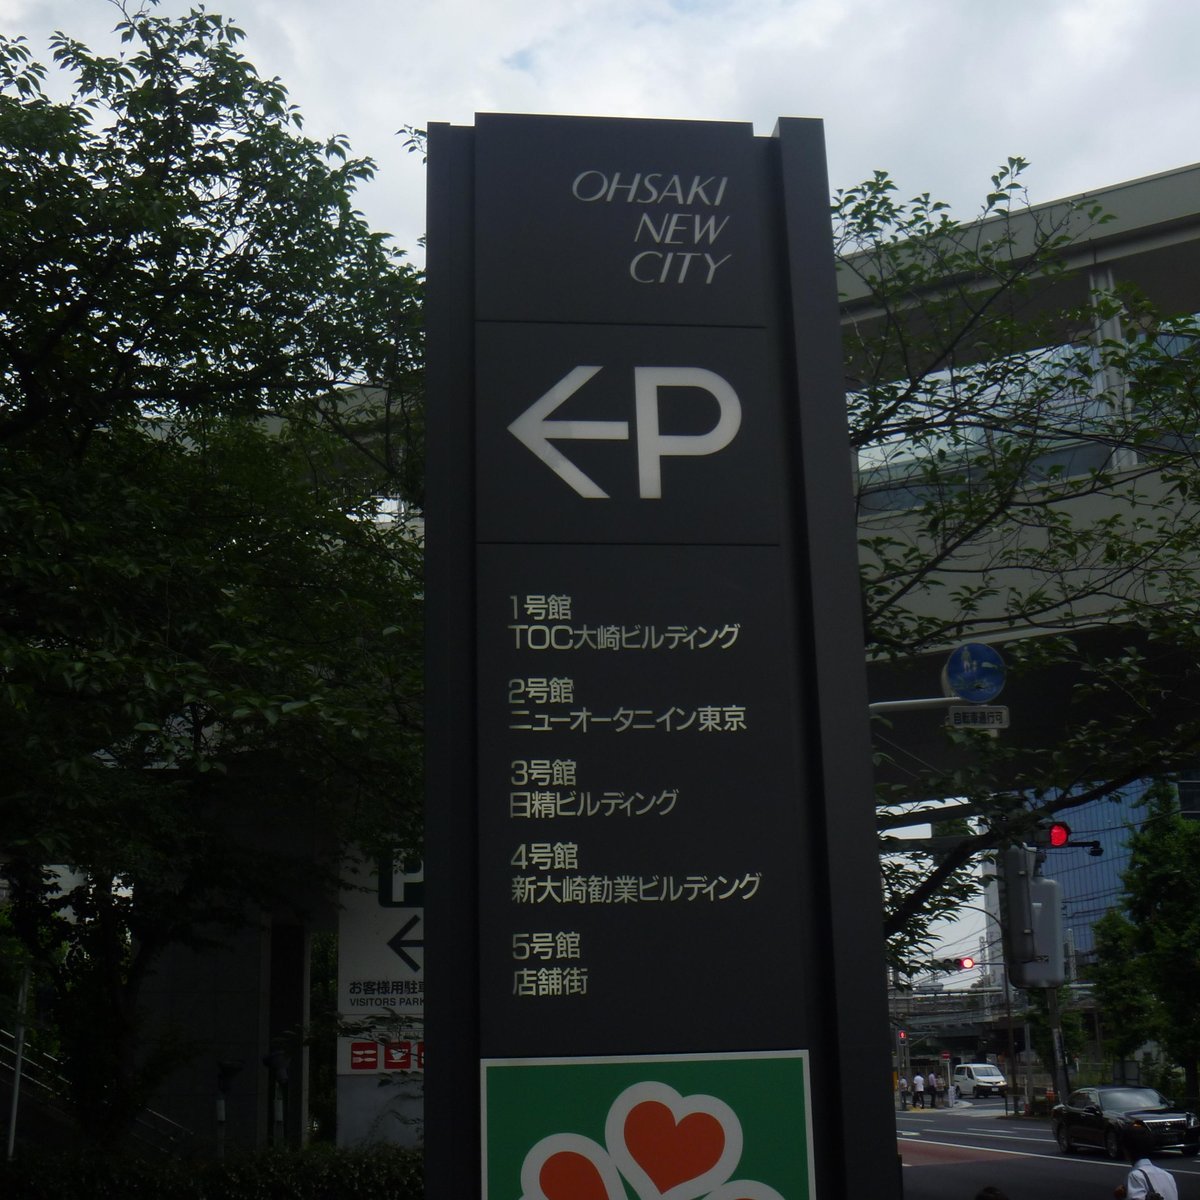 OHSAKI
NEW
CITY
←P
1号館
TOC大崎ビルディング
2号館
ニューオータニイン東京
3号館
日精ビルディング
4号館
新大崎勧業ビルディング
5号館
店舗街
自転車通行可
P
←
お客様用駐車
VISITORS PARK